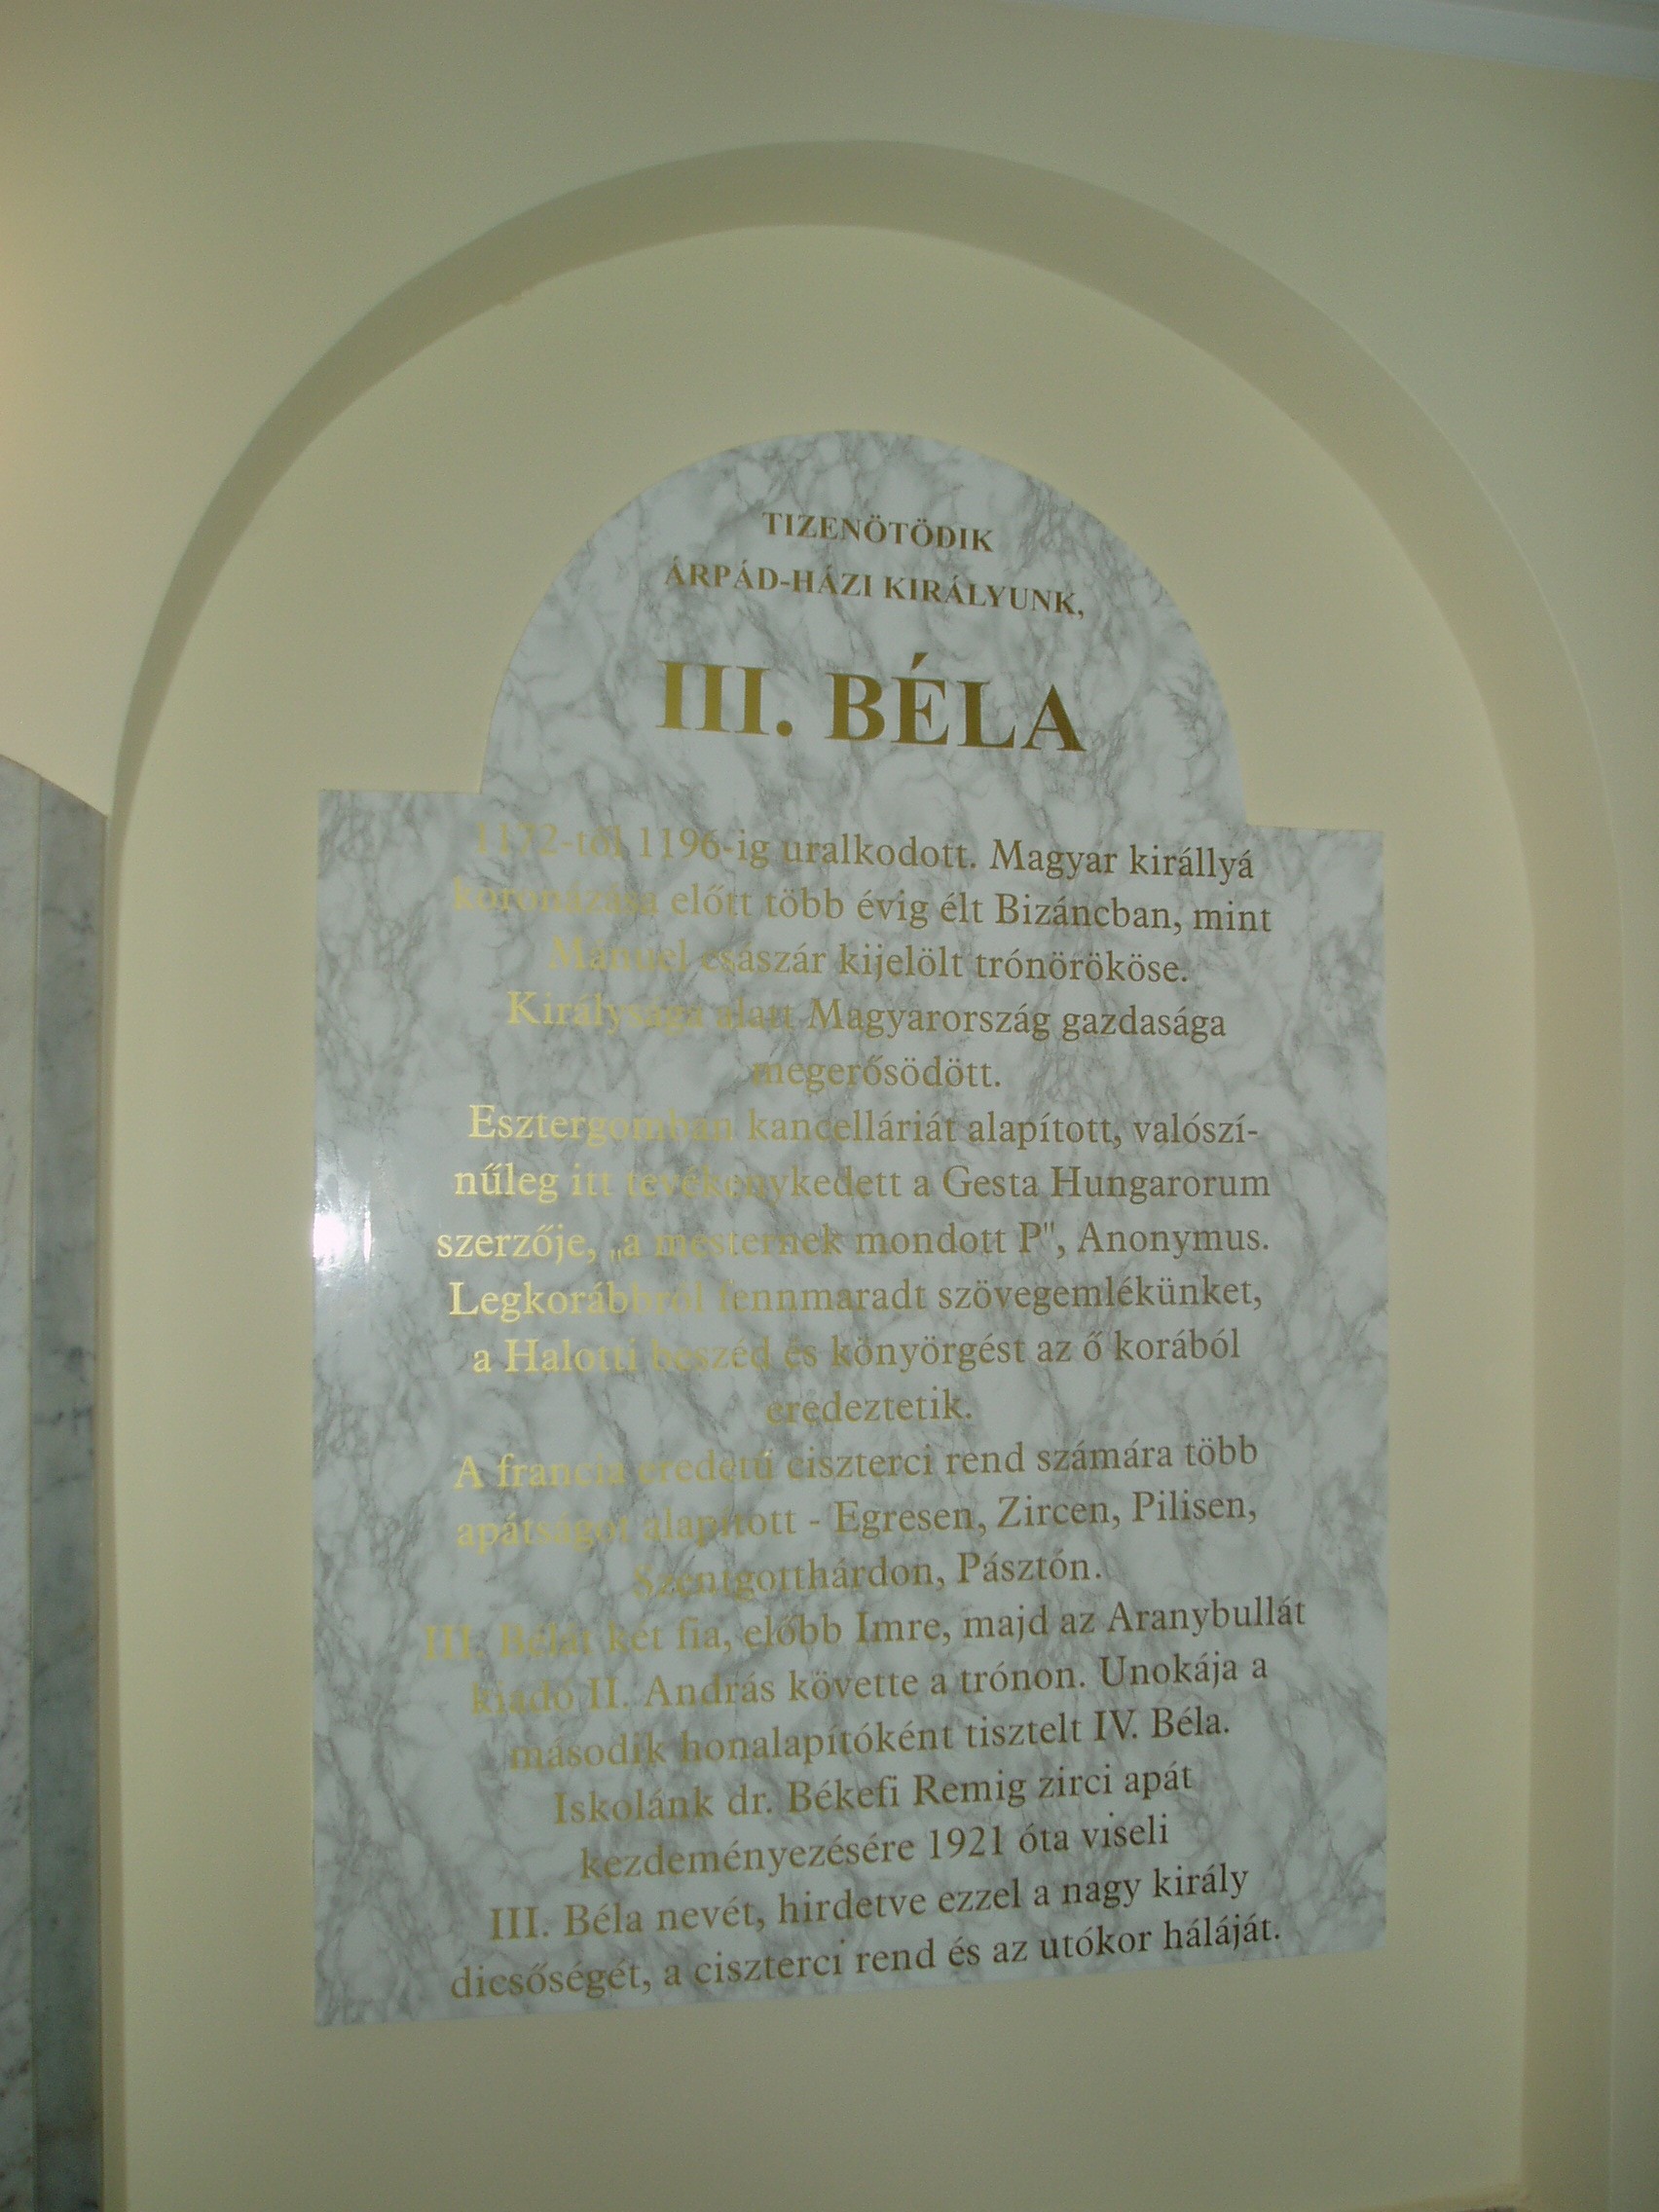 TIZENÖTÖDIK
ÁRPÁD-HÁZI KIRÁLYUNK,
III. BÉLA
1172-től 1196-ig uralkodott. Magyar királlyá
koronázása előtt több évig élt Bizáncban, mint
Mánuel császár kijelölt trónörököse.
Királysága alatt Magyarország gazdasága
megerősödött.
Esztergomban kancelláriát alapított, valószí-
nűleg itt tevékenykedett a Gesta Hungarorum
szerzője, „a mesternek mondott P", Anonymus.
Legkorábbról fennmaradt szövegemlékünket,
a Halotti beszéd és könyörgést az ő korából
eredeztetik.
A francia eredetű ciszterci rend számára több
apátságot alapított - Egresen, Zircen, Pilisen,
Szentgotthárdon, Pásztón.
III. Bélát két fia, előbb Imre, majd az Aranybullát
kiadó II. András követte a trónon. Unokája a
második honalapítóként tisztelt IV. Béla.
Iskolánk dr. Békefi Remig zirci apát
kezdeményezésére 1921 óta viseli
III. Béla nevét, hirdetve ezzel a nagy király
dicsőségét, a ciszterci rend és az utókor háláját.